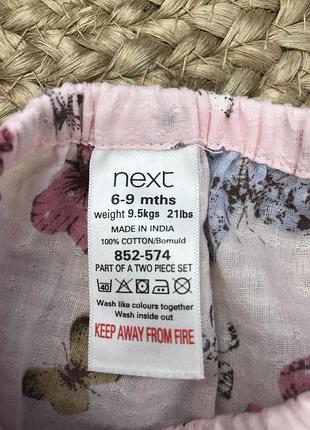 next
6-9 mths
weight 9.5kgs 21lbs
MADE IN INDIA
100% COTTON/Bomuld
852-574
PART OF A TWO PIECE SET
40
Wash like colours together
Wash inside out
KEEP AWAY FROM FIRE